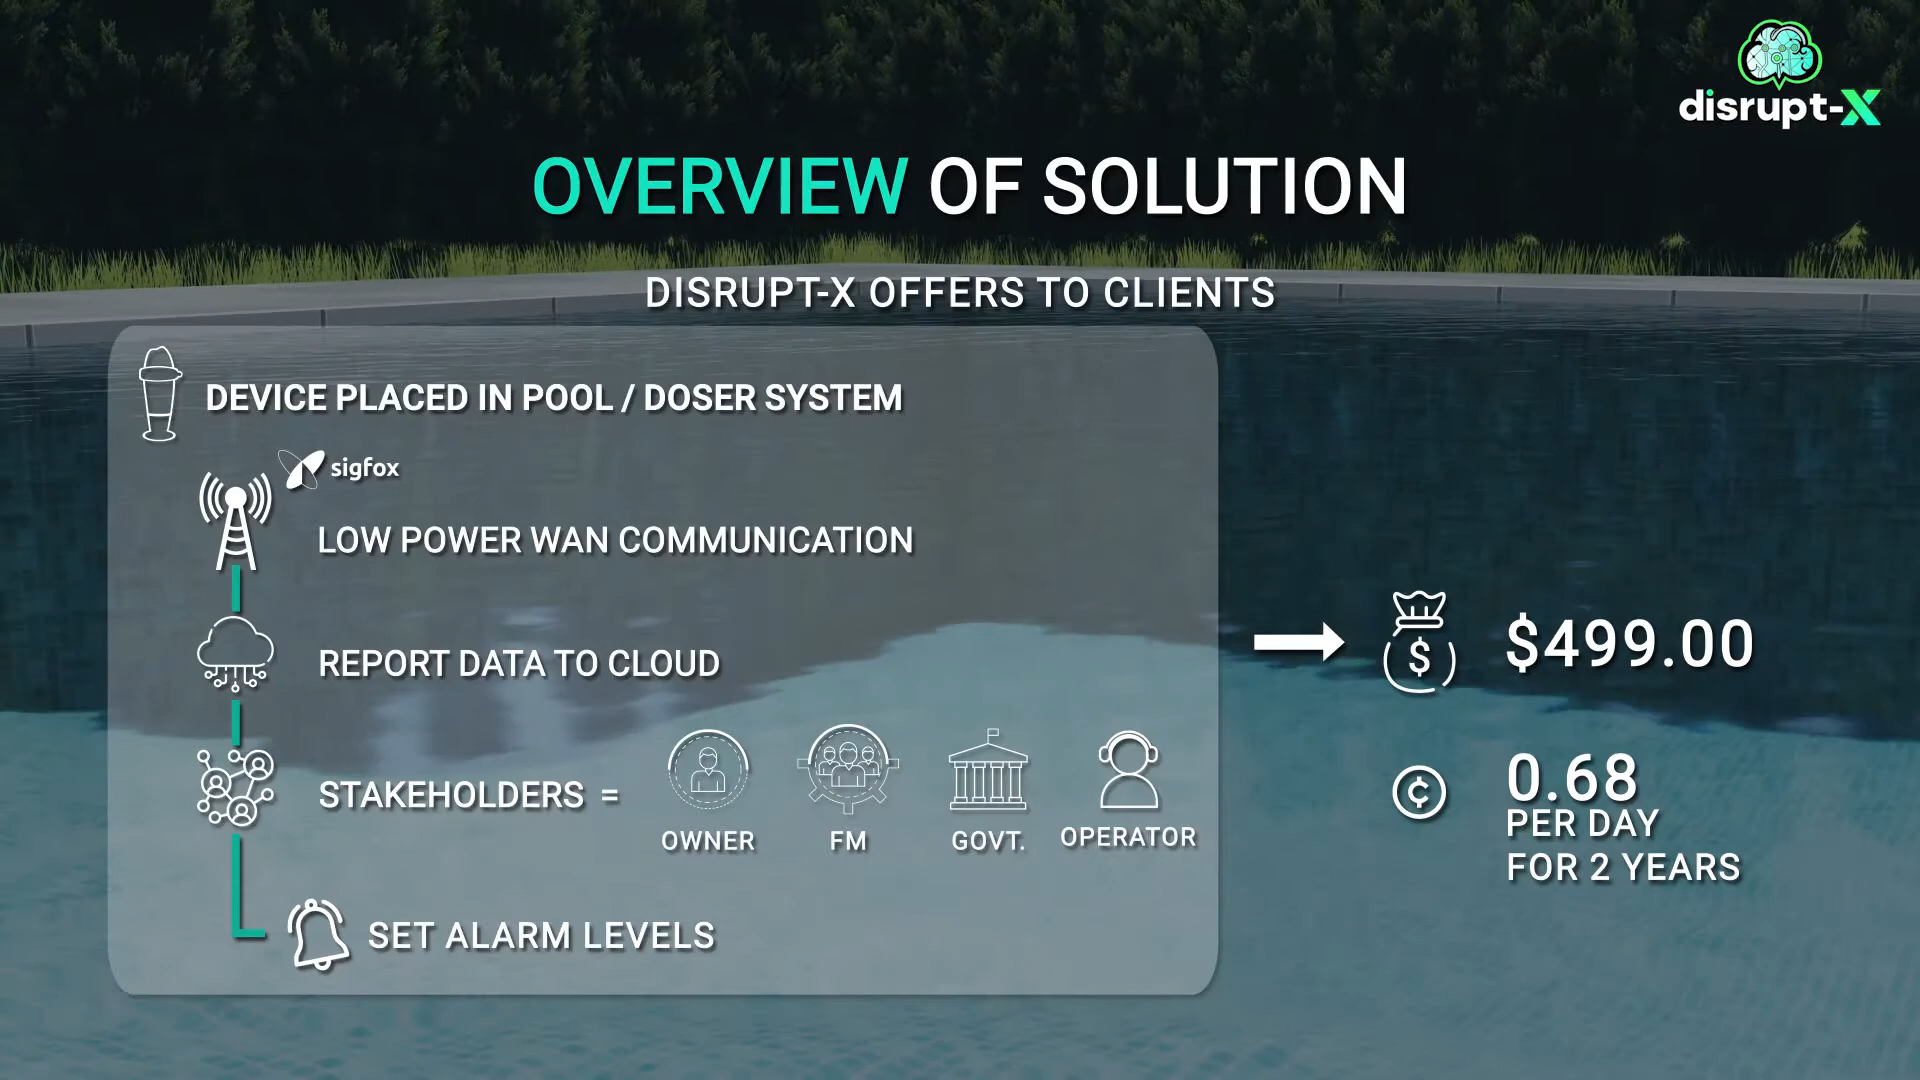 disrupt-X
OVERVIEW OF SOLUTION
DISRUPT-X OFFERS TO CLIENTS
DEVICE PLACED IN POOL / DOSER SYSTEM
sigfox
LOW POWER WAN COMMUNICATION
REPORT DATA TO CLOUD
STAKEHOLDERS =
OWNER
FM
GOVT.
OPERATOR
SET ALARM LEVELS
$
$499.00
¢
0.68
PER DAY
FOR 2 YEARS